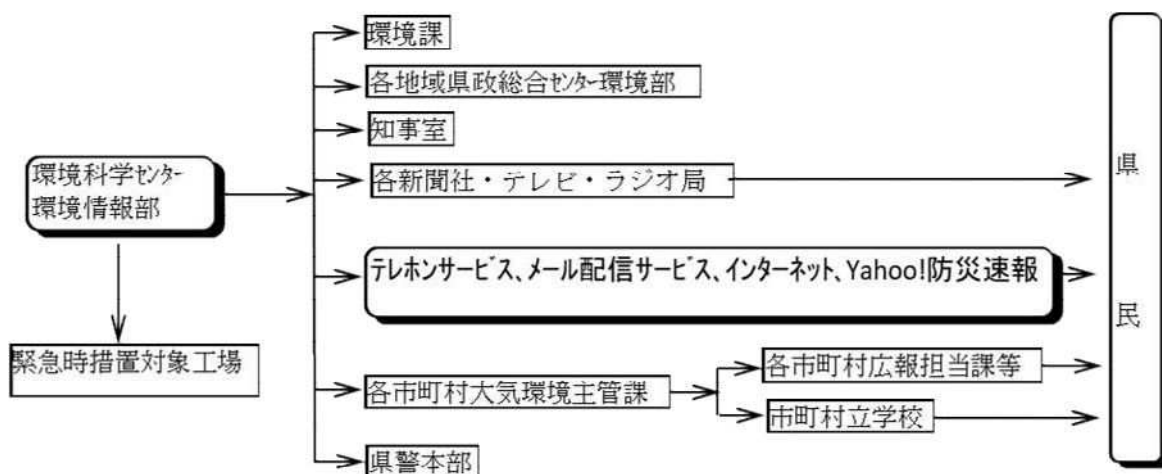 環境課
各地域県政総合ｾﾝﾀｰ環境部
知事室
環境科学ｾﾝﾀｰ
環境情報部
各新聞社・テレビ・ラジオ局
県
民
テレホンサービス、メール配信サービス、インターネット、Yahoo!防災速報
緊急時措置対象工場
各市町村大気環境主管課
各市町村広報担当課等
市町村立学校
県警本部